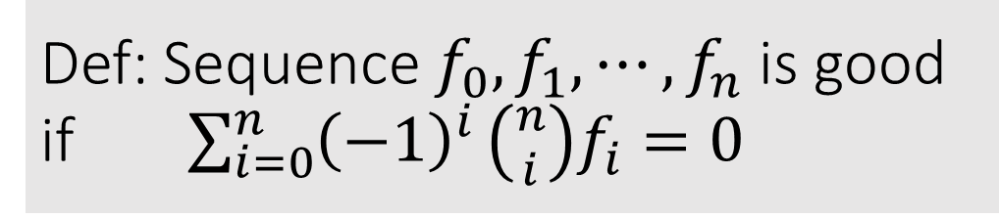 Def: Sequence f₀, f₁, ⋯ , fₙ is good
if ∑ⁿᵢ₌₀(−1)ⁱ (ⁿᵢ)fᵢ = 0